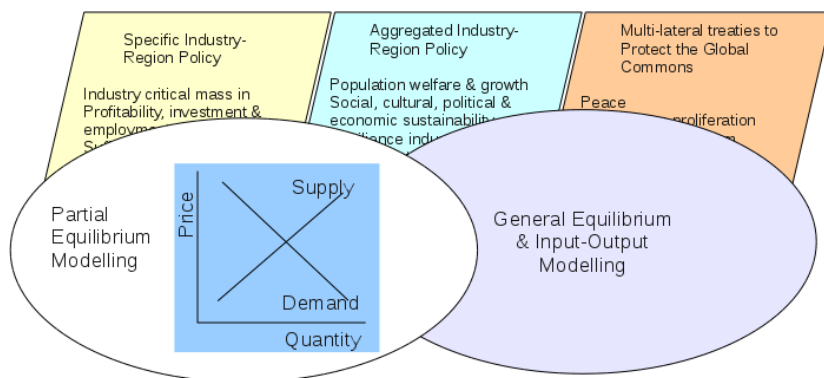 Specific Industry-
Region Policy
Industry critical mass in
Profitability, investment &
Aggregated Industry-
Region Policy
Population welfare & growth
Social, cultural, political &
economic sustainability
Multi-lateral treaties to
Protect the Global
Commons
Peace
proliferation
Partial
Equilibrium
Modelling
Price
Supply
Demand
Quantity
General Equilibrium
& Input-Output
Modelling